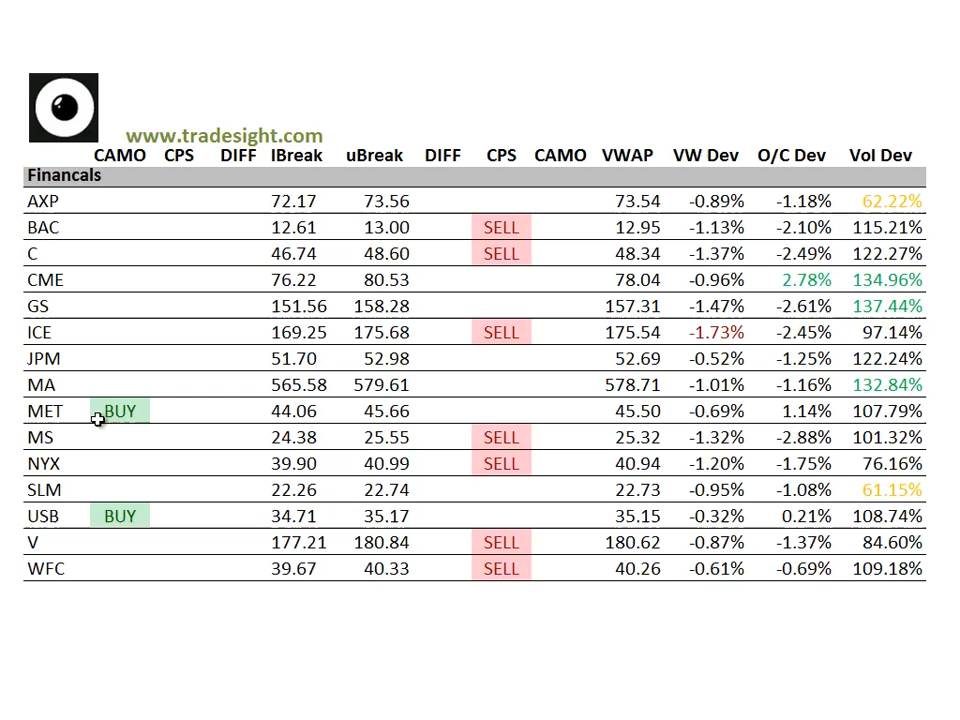 www.tradesight.com
CAMO CPS DIFF lBreak uBreak DIFF CPS CAMO VWAP VW Dev O/C Dev Vol Dev
Financals
AXP 72.17 73.56 73.54 -0.89% -1.18% 62.22%
BAC 12.61 13.00 SELL 12.95 -1.13% -2.10% 115.21%
C 46.74 48.60 SELL 48.34 -1.37% -2.49% 122.27%
CME 76.22 80.53 78.04 -0.96% 2.78% 134.96%
GS 151.56 158.28 157.31 -1.47% -2.61% 137.44%
ICE 169.25 175.68 SELL 175.54 -1.73% -2.45% 97.14%
JPM 51.70 52.98 52.69 -0.52% -1.25% 122.24%
MA 565.58 579.61 578.71 -1.01% -1.16% 132.84%
MET BUY 44.06 45.66 45.50 -0.69% 1.14% 107.79%
MS 24.38 25.55 SELL 25.32 -1.32% -2.88% 101.32%
NYX 39.90 40.99 SELL 40.94 -1.20% -1.75% 76.16%
SLM 22.26 22.74 22.73 -0.95% -1.08% 61.15%
USB BUY 34.71 35.17 35.15 -0.32% 0.21% 108.74%
V 177.21 180.84 SELL 180.62 -0.87% -1.37% 84.60%
WFC 39.67 40.33 SELL 40.26 -0.61% -0.69% 109.18%